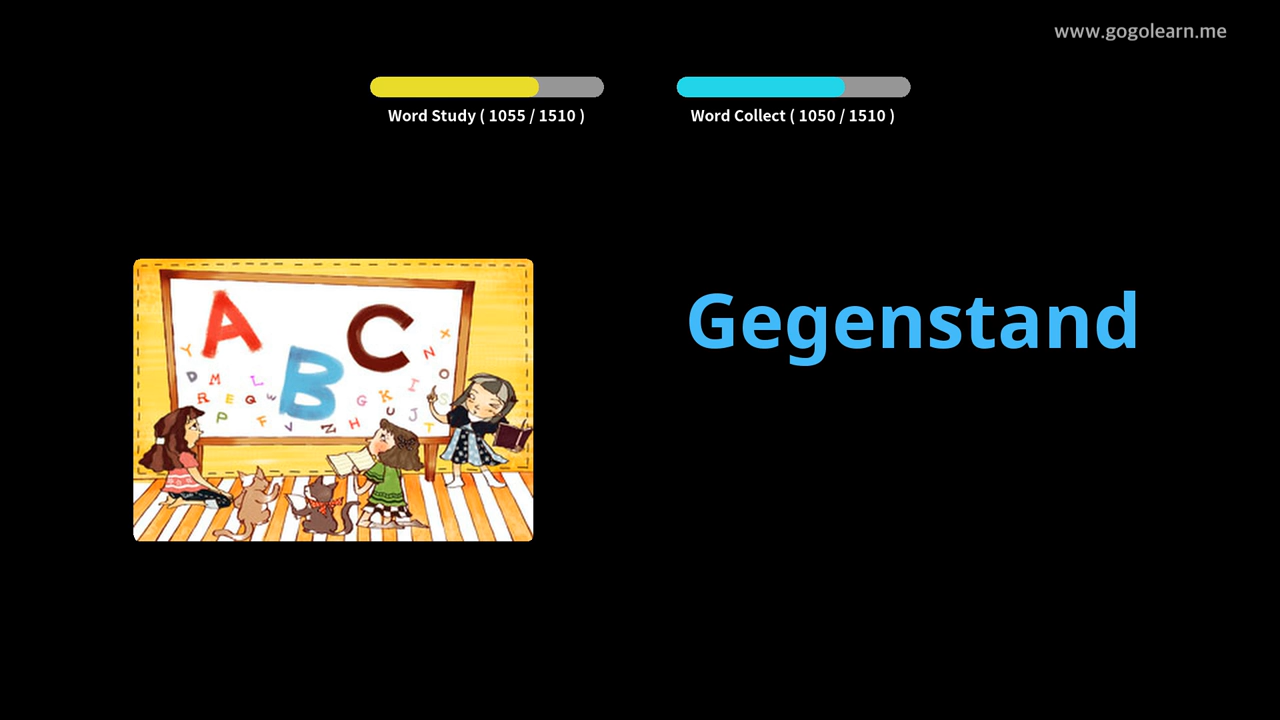 www.gogolearn.me
Word Study ( 1055 / 1510 )
Word Collect ( 1050 / 1510 )
Gegenstand
A
C
B
Y
X
N
D
M
L
O
I
R
E
Q
W
G
K
S
P
F
V
Z
H
U
J
T